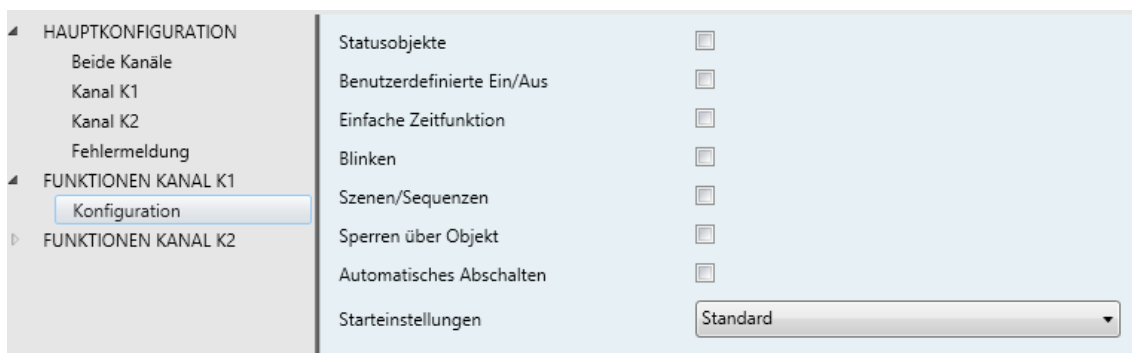 HAUPTKONFIGURATION
Beide Kanäle
Kanal K1
Kanal K2
Fehlermeldung
FUNKTIONEN KANAL K1
Konfiguration
FUNKTIONEN KANAL K2
Statusobjekte
Benutzerdefinierte Ein/Aus
Einfache Zeitfunktion
Blinken
Szenen/Sequenzen
Sperren über Objekt
Automatisches Abschalten
Starteinstellungen Standard